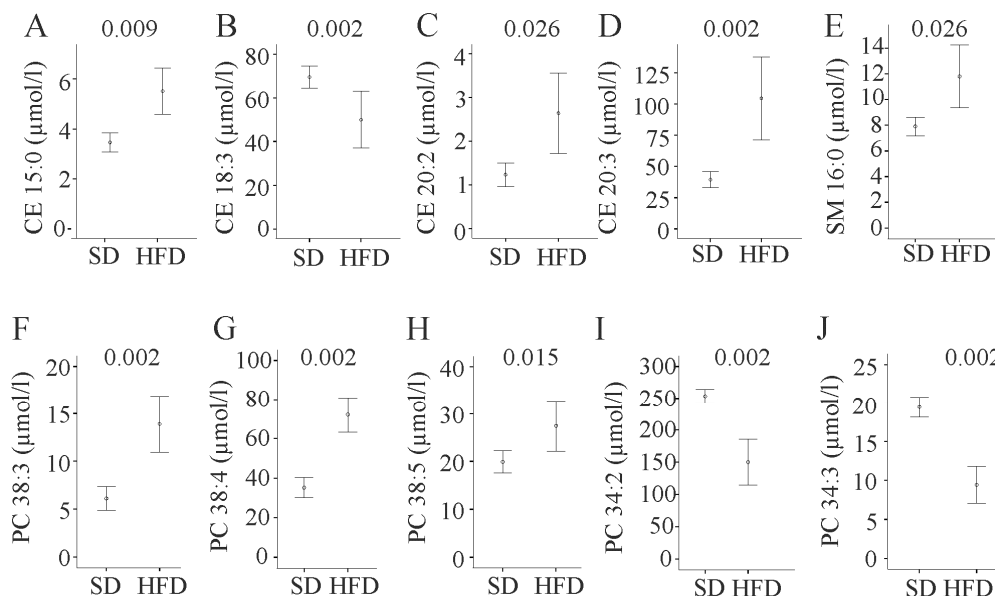 A
0.009
CE 15:0 (µmol/l)
6
4
2
0
SD HFD
B
0.002
CE 18:3 (µmol/l)
80
60
40
20
0
SD HFD
C
0.026
CE 20:2 (µmol/l)
4
3
2
1
0
SD HFD
D
0.002
CE 20:3 (µmol/l)
125
100
75
50
25
0
SD HFD
E
0.026
SM 16:0 (µmol/l)
14
12
10
8
6
4
2
0
SD HFD
F
0.002
PC 38:3 (µmol/l)
20
15
10
5
0
SD HFD
G
0.002
PC 38:4 (µmol/l)
100
80
60
40
20
0
SD HFD
H
0.015
PC 38:5 (µmol/l)
40
30
20
10
0
SD HFD
I
0.002
PC 34:2 (µmol/l)
300
250
200
150
100
50
0
SD HFD
J
0.002
PC 34:3 (µmol/l)
25
20
15
10
5
0
SD HFD